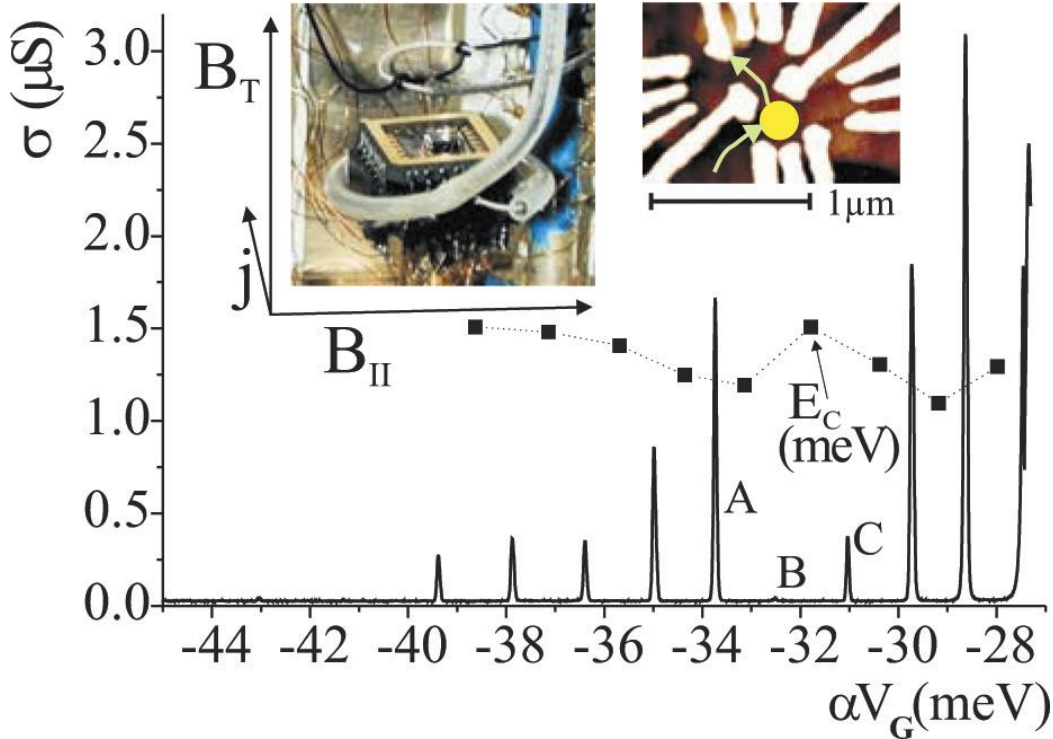 σ (µS)
3.0
2.5
2.0
1.5
1.0
0.5
0.0
B_T
j
B_II
1µm
E_C
(meV)
A
B
C
-44 -42 -40 -38 -36 -34 -32 -30 -28
αV_G(meV)